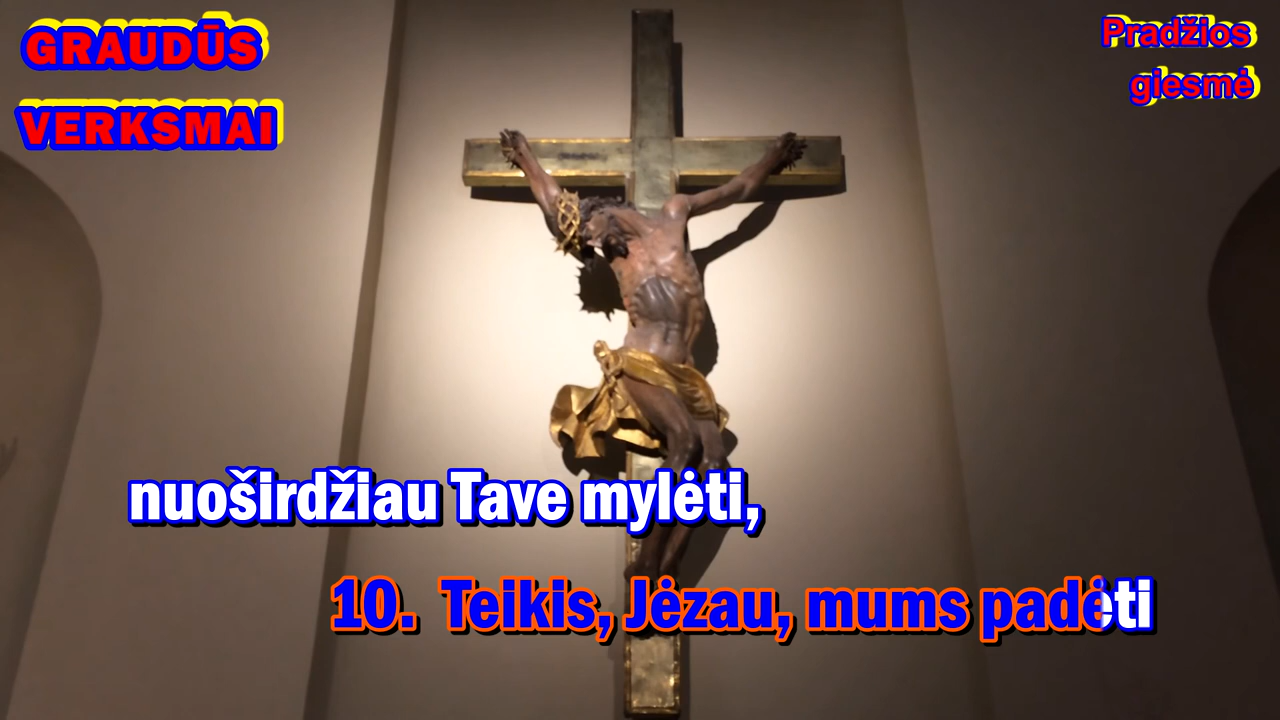 GRAUDŪS
VERKSMAI
Pradžios
giesmė
nuoširdžiau Tave mylėti,
10. Teikis, Jėzau, mums padėti